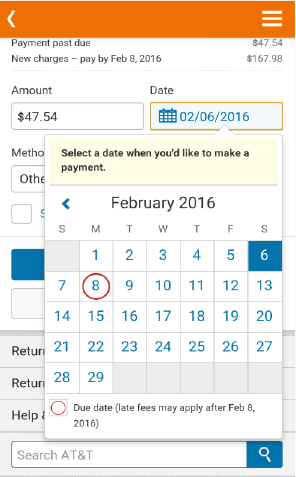 Payment past due $47.54
New charges – pay by Feb 8, 2016 $167.98
Amount Date
$47.54 02/06/2016
Metho
Select a date when you'd like to make a
payment.
Othe
February 2016
S M T W T F S
1 2 3 4 5 6
7 8 9 10 11 12 13
14 15 16 17 18 19 20
21 22 23 24 25 26 27
28 29
Retur
Retur
Help &
Due date (late fees may apply after Feb 8,
2016)
Search AT&T